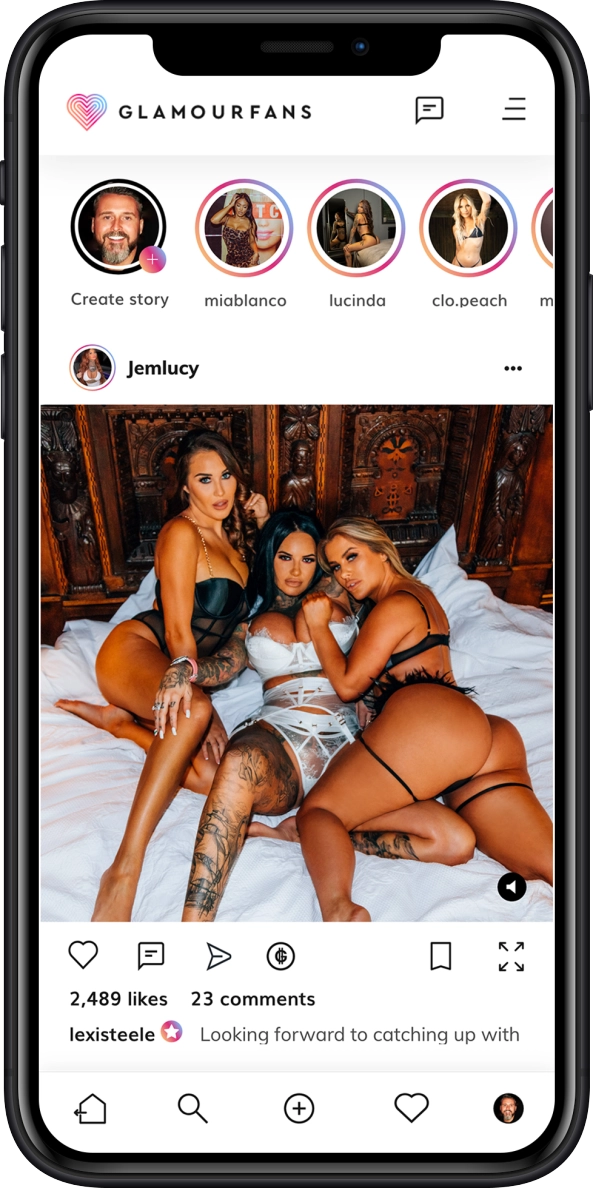 GLAMOURFANS
Create story
miablanco
lucinda
clo.peach
m
Jemlucy
2,489 likes 23 comments
lexisteele Looking forward to catching up with